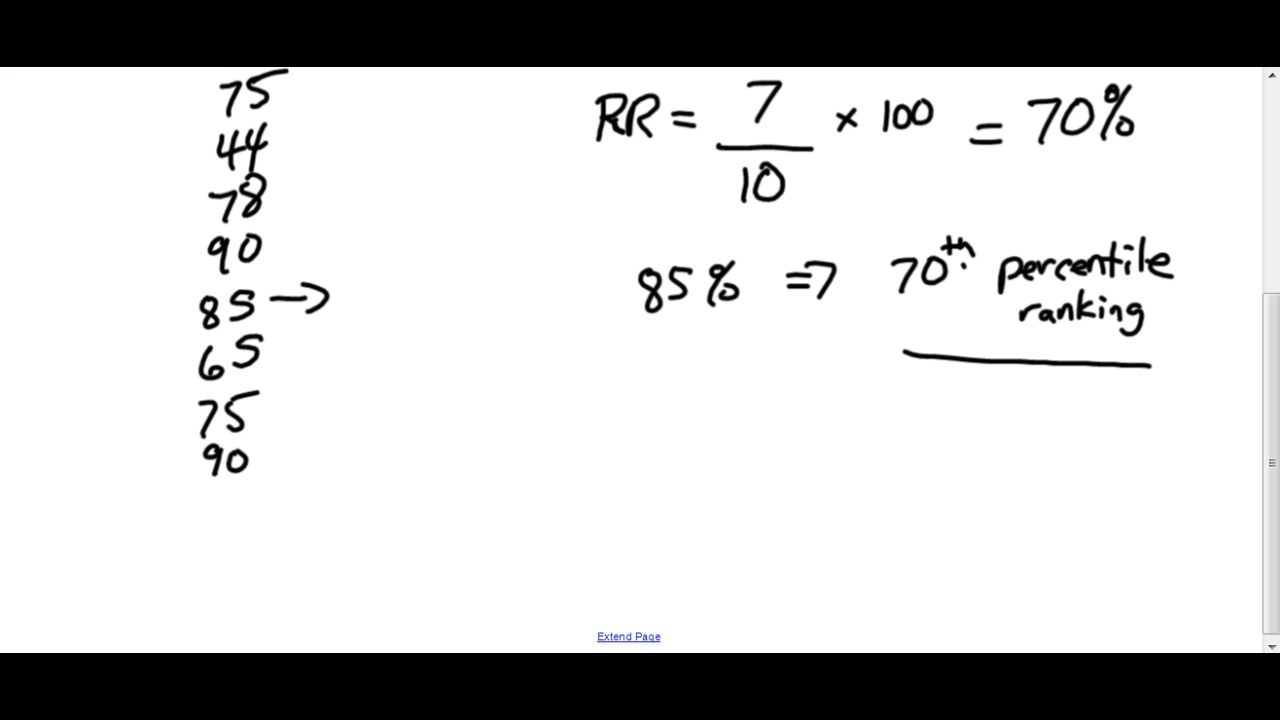 75
44
78
90
85 →
65
75
90
RR = 7/10 × 100 = 70%
85% => 70th percentile
ranking
Extend Page